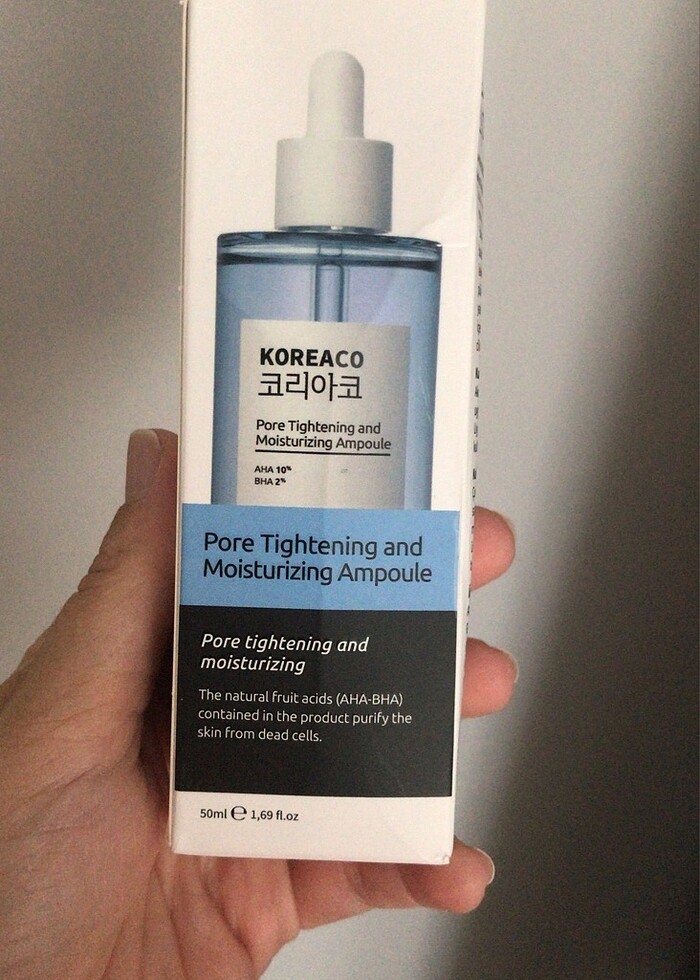 KOREACO
코리아코
Pore Tightening and
Moisturizing Ampoule
AHA 10%
BHA 2%
Pore Tightening and
Moisturizing Ampoule
Pore tightening and
moisturizing
The natural fruit acids (AHA-BHA)
contained in the product purify the
skin from dead cells.
50ml ℮ 1,69 fl.oz